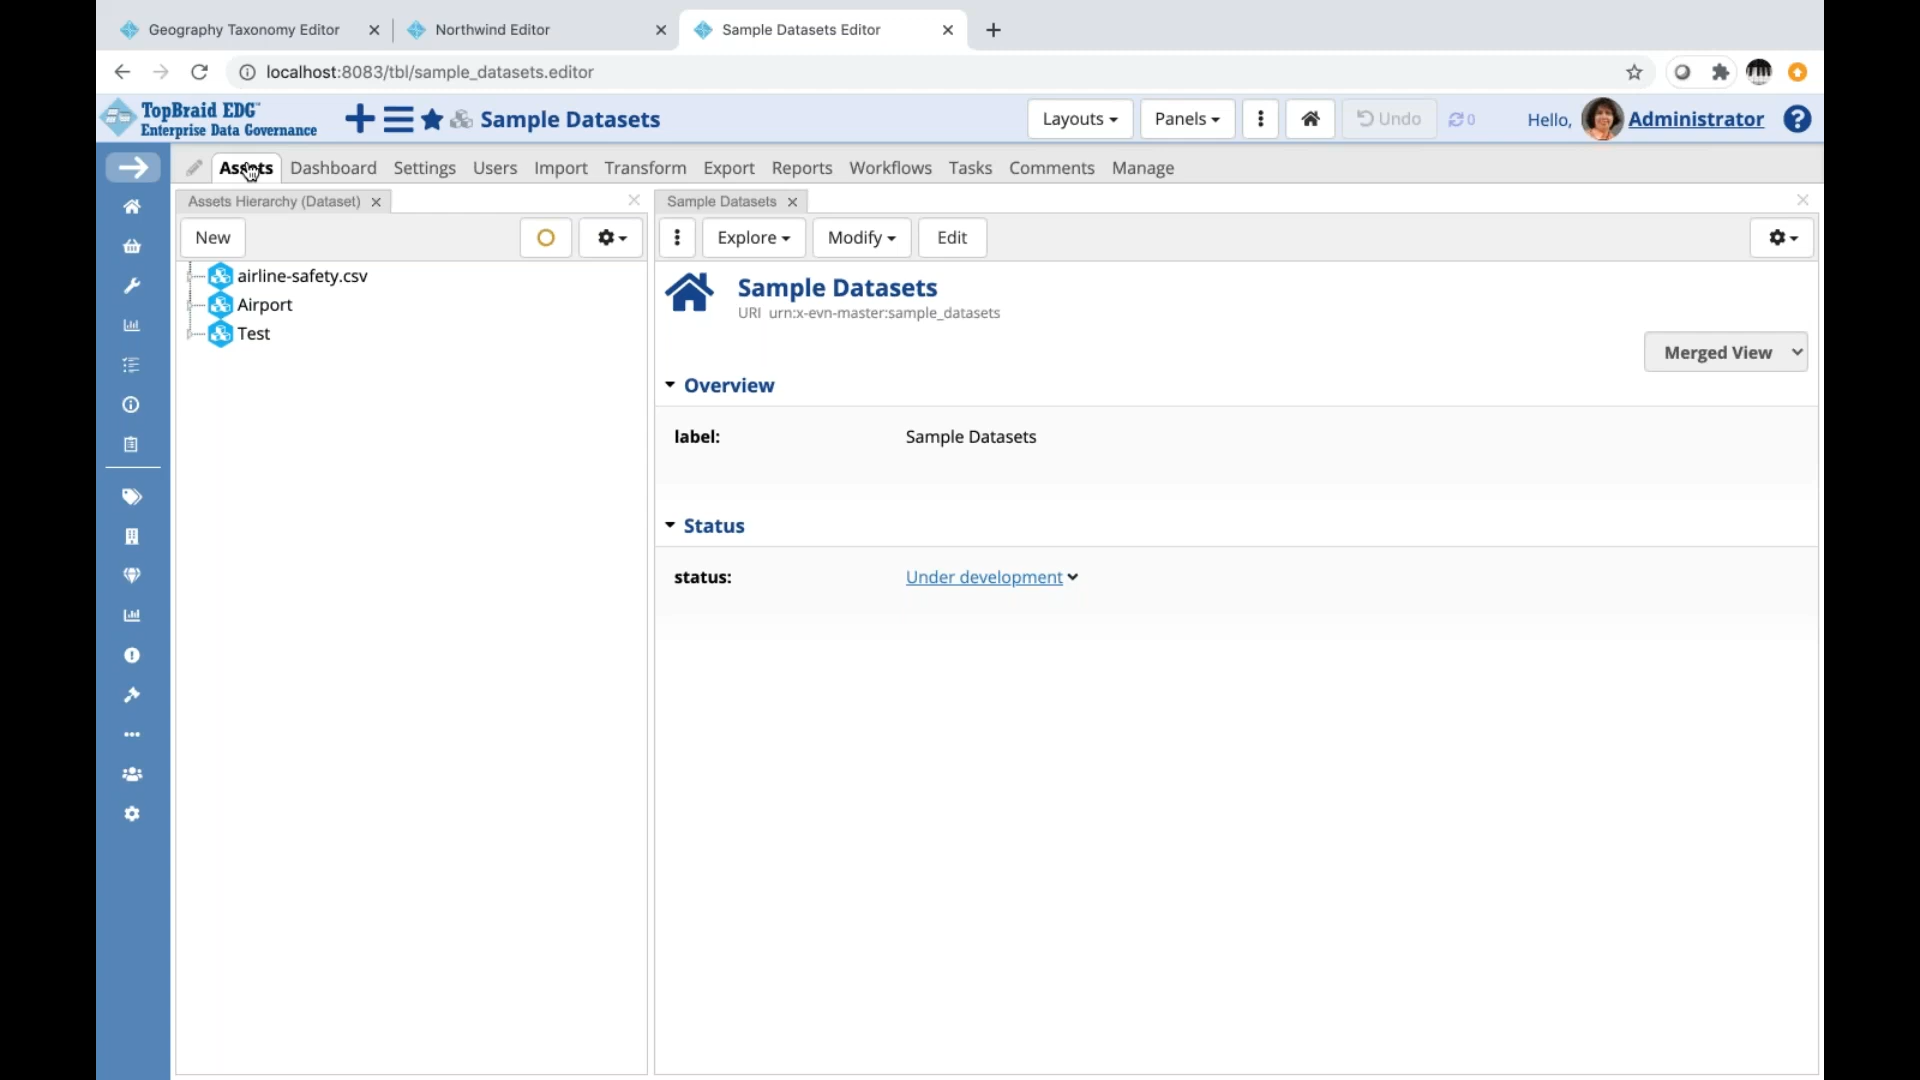 Geography Taxonomy Editor
Northwind Editor
Sample Datasets Editor
localhost:8083/tbl/sample_datasets.editor
TopBraid EDG™
Enterprise Data Governance
Sample Datasets
Layouts
Panels
Undo
0
Hello,
Administrator
Assets
Dashboard
Settings
Users
Import
Transform
Export
Reports
Workflows
Tasks
Comments
Manage
Assets Hierarchy (Dataset)
Sample Datasets
New
Explore
Modify
Edit
airline-safety.csv
Airport
Test
Sample Datasets
URI urn:x-evn-master:sample_datasets
Merged View
Overview
label: Sample Datasets
Status
status: Under development